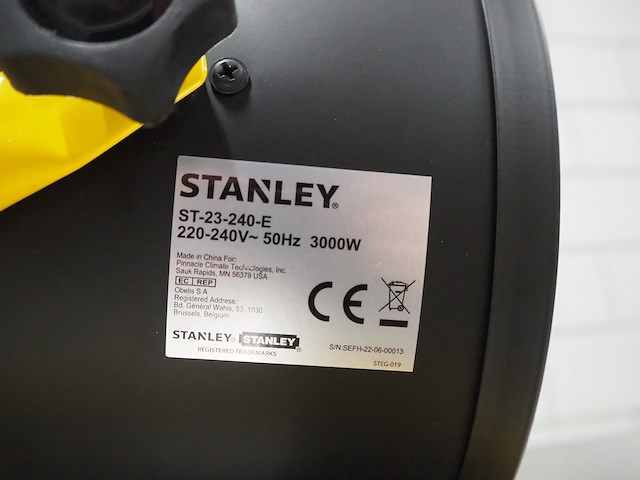 STANLEY®
ST-23-240-E
220-240V~ 50Hz 3000W
Made in China For:
Pinnacle Climate Technologies, Inc.
Sauk Rapids, MN 56379 USA
EC REP
Obelis S.A
Registered Address:
Bd. Général Wahis, 53, 1030
Brussels, Belgium
CE
STANLEY STANLEY®
REGISTERED TRADEMARKS
S/N:SEFH-22-06-00013
STEG-019